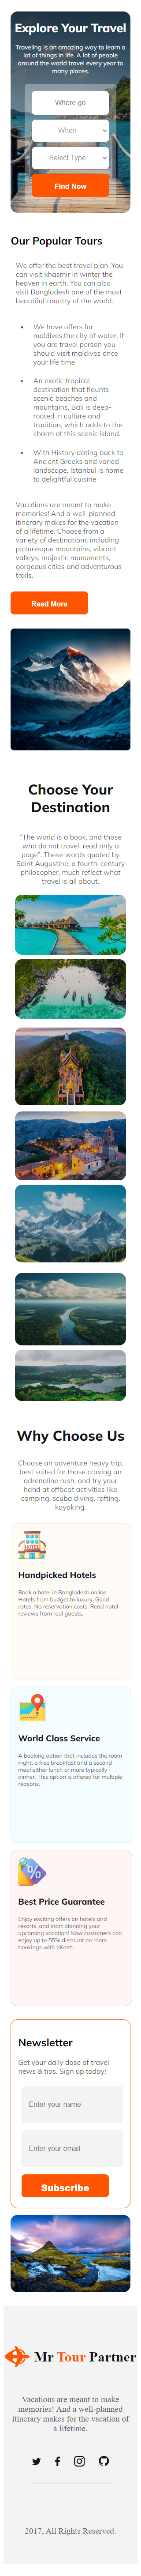 Explore Your Travel
Traveling is an amazing way to learn a
lot of things in life. A lot of people
around the world travel every year to
many places.
Where go
When
Select Type
Find Now
Our Popular Tours
We offer the best travel plan .You
can visit khasmir in winter the
heaven in earth. You can also
visit Bangladesh one of the most
beautiful country of the world.
• We have offers for
maldives,the city of water. If
you are travel person you
should visit maldives once
your life time
• An exotic tropical
destination that flaunts
scenic beaches and
mountains, Bali is deep-
rooted in culture and
tradition, which adds to the
charm of this scenic island.
• With History dating back to
Ancient Greeks and varied
landscape, Istanbul is home
to delightful cuisine
Vacations are meant to make
memories! And a well-planned
itinerary makes for the vacation
of a lifetime. Choose from a
variety of destinations including
picturesque mountains, vibrant
valleys, majestic monuments,
gorgeous cities and adventurous
trails.
Read More
Choose Your
Destination
"The world is a book, and those
who do not travel, read only a
page". These words quoted by
Saint Augustine, a fourth-century
philosopher, much reflect what
travel is all about.
Why Choose Us
Choose an adventure heavy trip,
best suited for those craving an
adrenaline rush, and try your
hand at offbeat activities like
camping, scuba diving, rafting,
kayaking.
Handpicked Hotels
Book a hotel in Bangladesh online.
Hotels from budget to luxury. Good
rates. No reservation costs. Read hotel
reviews from real guests.
World Class Service
A booking option that includes the room
night, a free breakfast and a second
meal either lunch or more typically
dinner. This option is offered for multiple
reasons.
%
Best Price Guarantee
Enjoy exciting offers on hotels and
resorts, and start planning your
upcoming vacation! Now customers can
enjoy up to 55% discount on room
bookings with bKash.
Newsletter
Get your daily dose of travel
news & tips. Sign up today!
Enter your name
Enter your email
Subscribe
Mr Tour Partner
Vacations are meant to make
memories! And a well-planned
itinerary makes for the vacation of
a lifetime.
2017, All Rights Reserved.